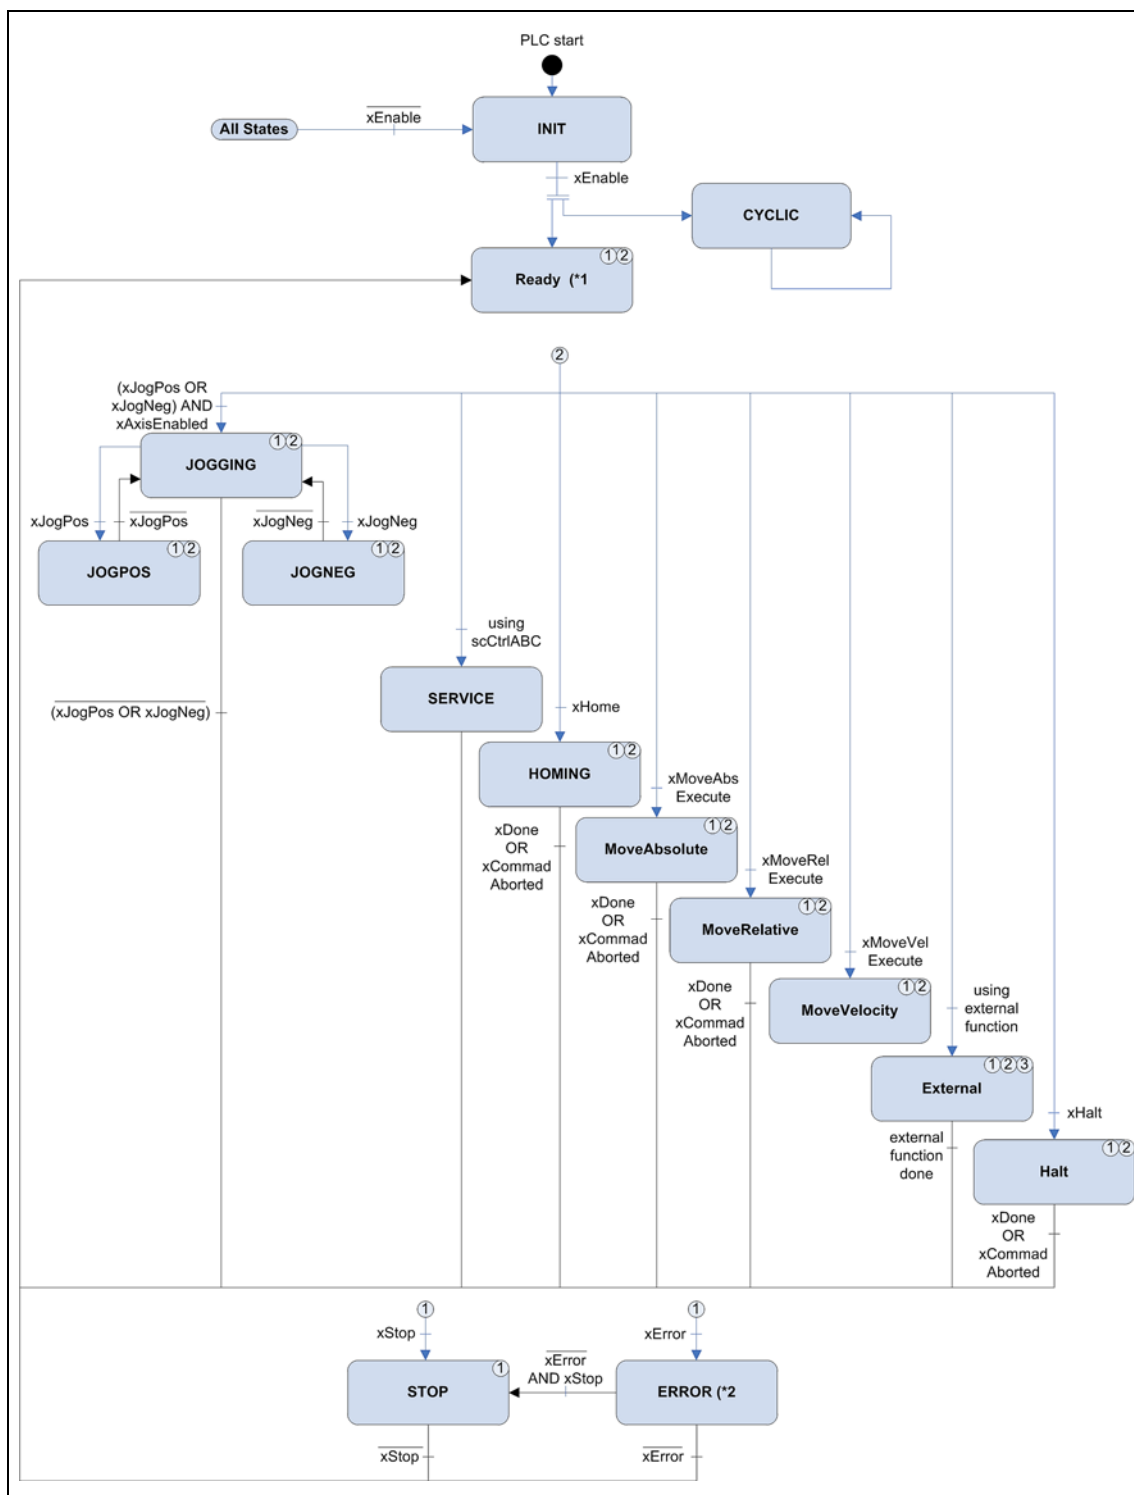 PLC start
All States
xEnable
INIT
xEnable
CYCLIC
1 2
Ready (*1
2
(xJogPos OR
xJogNeg) AND
xAxisEnabled
1 2
JOGGING
xJogPos
xJogPos
xJogNeg
xJogNeg
1 2
JOGPOS
1 2
JOGNEG
using
scCtrlABC
SERVICE
(xJogPos OR xJogNeg)
xHome
1 2
HOMING
xMoveAbs
Execute
xDone
OR
xCommad
Aborted
1 2
MoveAbsolute
xMoveRel
Execute
xDone
OR
xCommad
Aborted
1 2
MoveRelative
xMoveVel
Execute
xDone
OR
xCommad
Aborted
1 2
MoveVelocity
using
external
function
1 2 3
External
xHalt
external
function
done
1 2
Halt
xDone
OR
xCommad
Aborted
1
xStop
1
xError
1
STOP
xError
AND xStop
ERROR (*2
xStop
xError